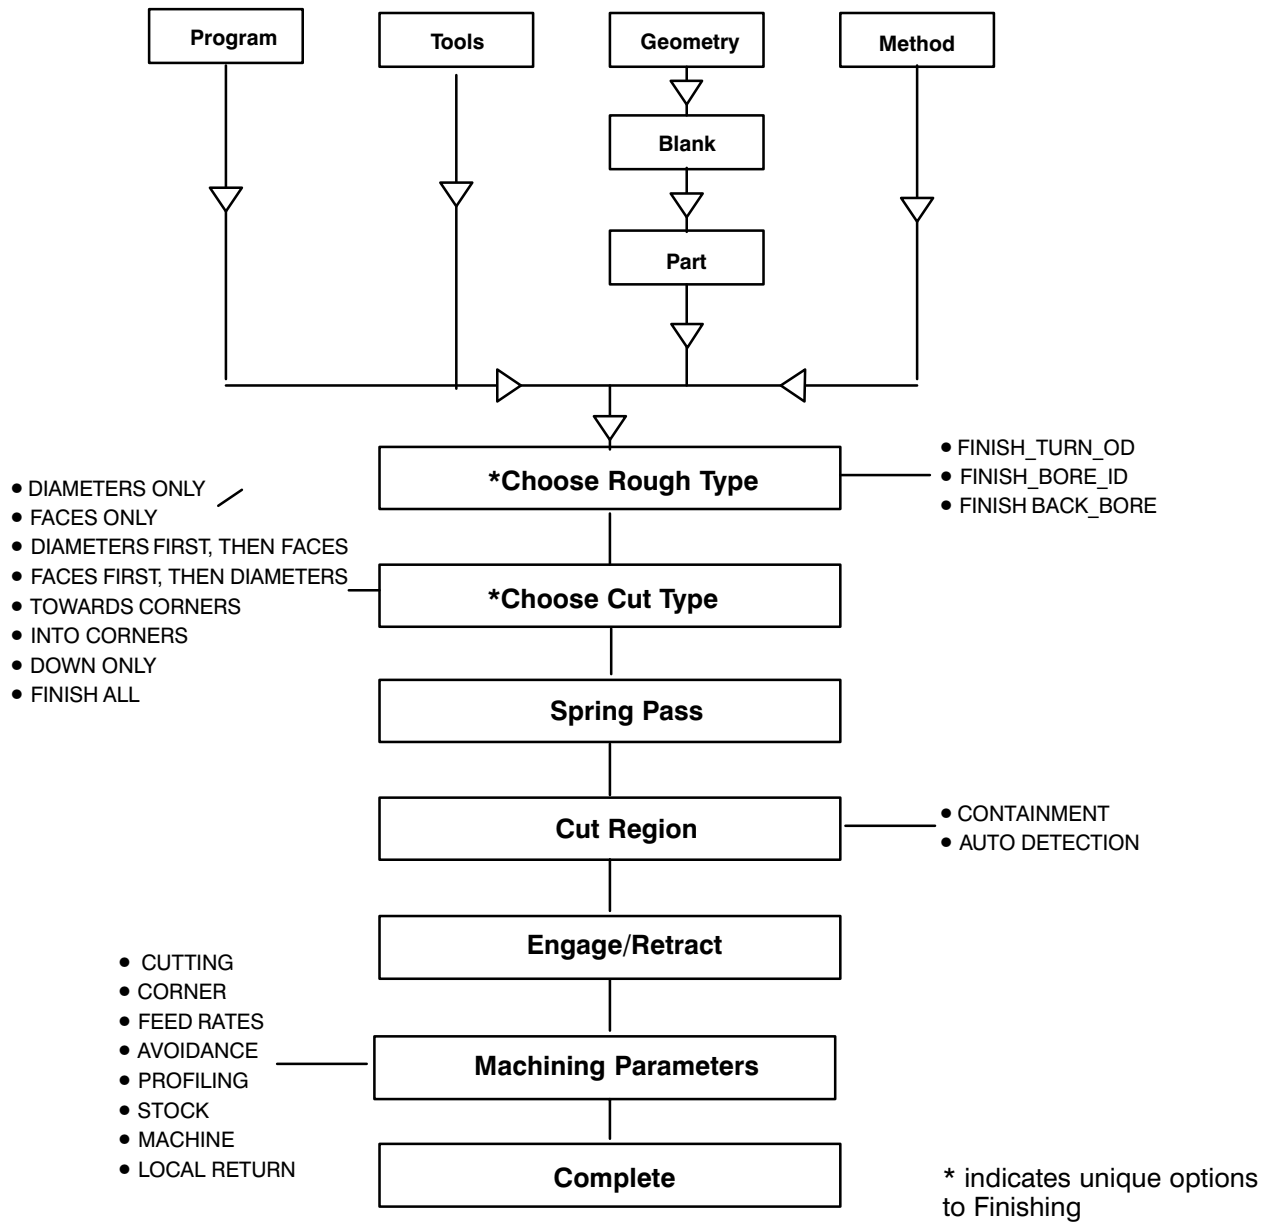 Program
Tools
Geometry
Method
Blank
Part
*Choose Rough Type
• FINISH_TURN_OD
• FINISH_BORE_ID
• FINISH BACK_BORE
• DIAMETERS ONLY
• FACES ONLY
• DIAMETERS FIRST, THEN FACES
• FACES FIRST, THEN DIAMETERS
• TOWARDS CORNERS
• INTO CORNERS
• DOWN ONLY
• FINISH ALL
*Choose Cut Type
Spring Pass
Cut Region
• CONTAINMENT
• AUTO DETECTION
Engage/Retract
• CUTTING
• CORNER
• FEED RATES
• AVOIDANCE
• PROFILING
• STOCK
• MACHINE
• LOCAL RETURN
Machining Parameters
Complete
* indicates unique options
to Finishing